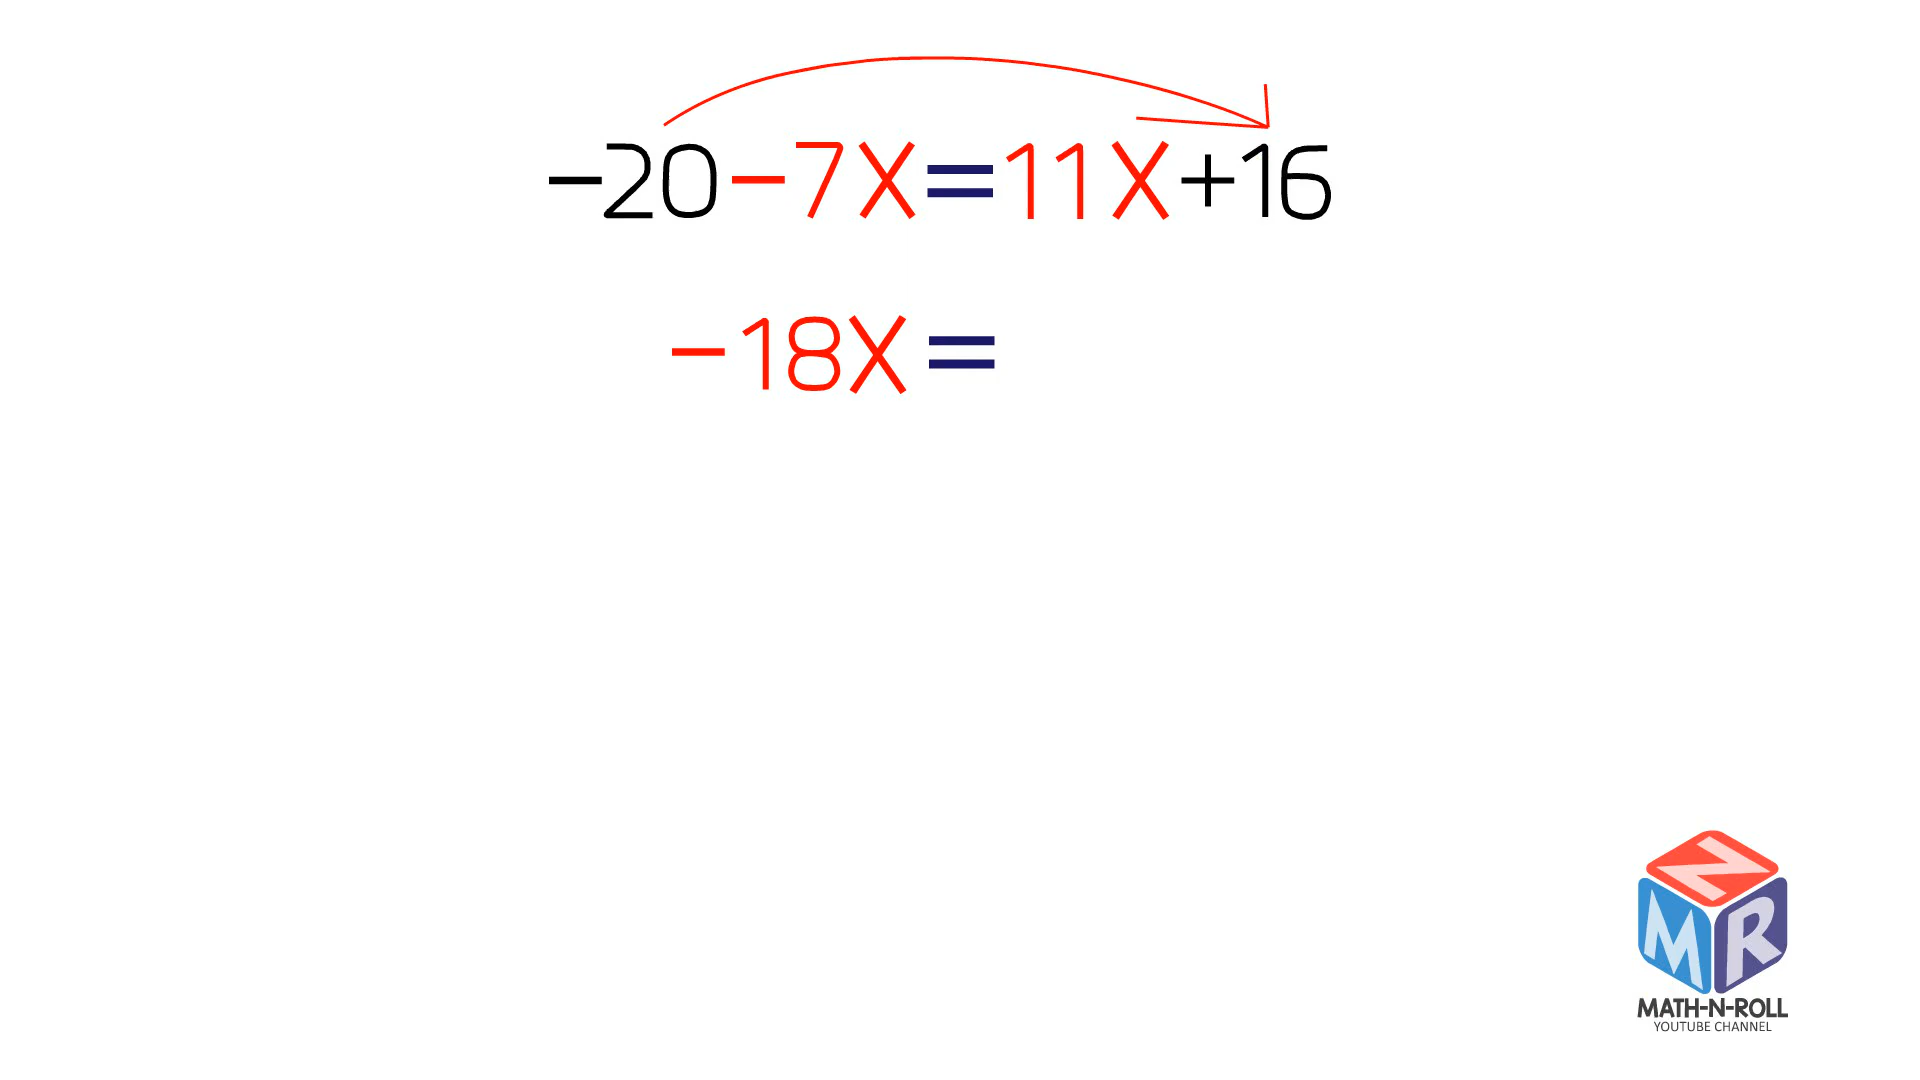 −20−7X=11X+16
−18X=
N
M R
MATH-N-ROLL
YOUTUBE CHANNEL